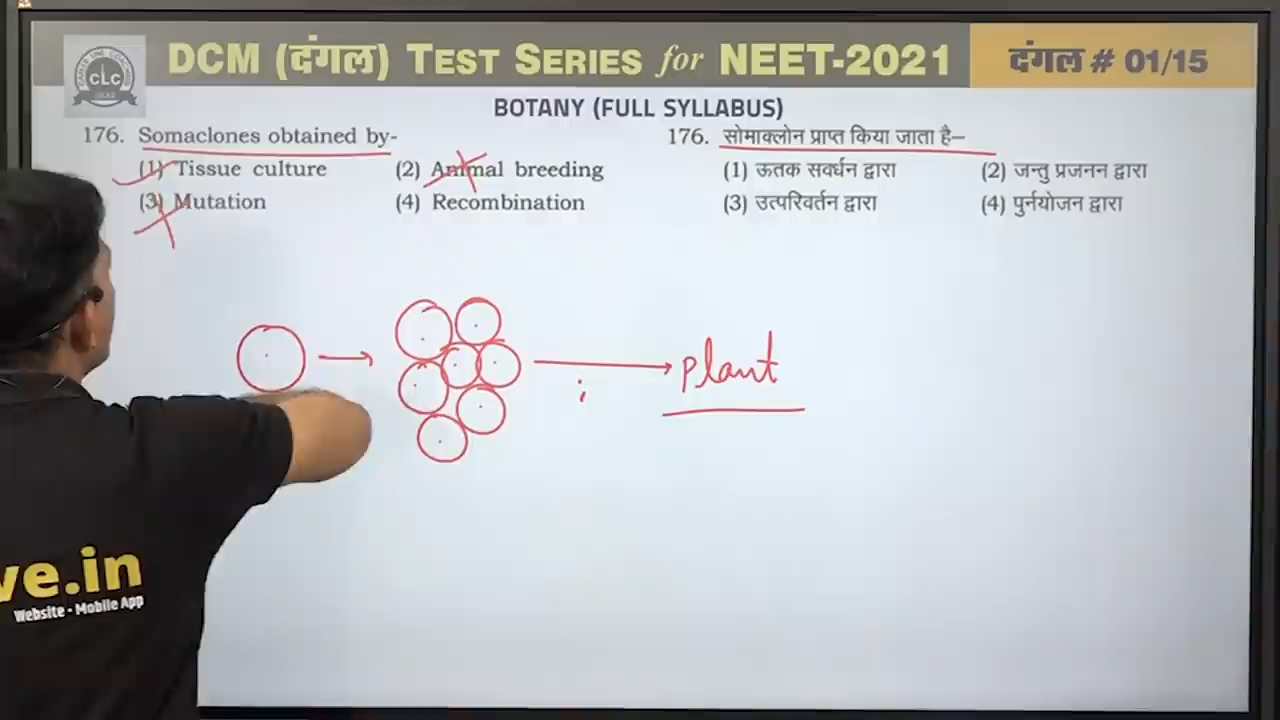 DCM (दंगल) TEST SERIES for NEET-2021
दंगल # 01/15
CLC
BOTANY (FULL SYLLABUS)
176. Somaclones obtained by-
(1) Tissue culture (2) Animal breeding
(3) Mutation (4) Recombination
176. सोमाक्लोन प्राप्त किया जाता है–
(1) ऊतक सवर्धन द्वारा (2) जन्तु प्रजनन द्वारा
(3) उत्परिवर्तन द्वारा (4) पुर्नयोजन द्वारा
plant
ve.in
Website - Mobile App